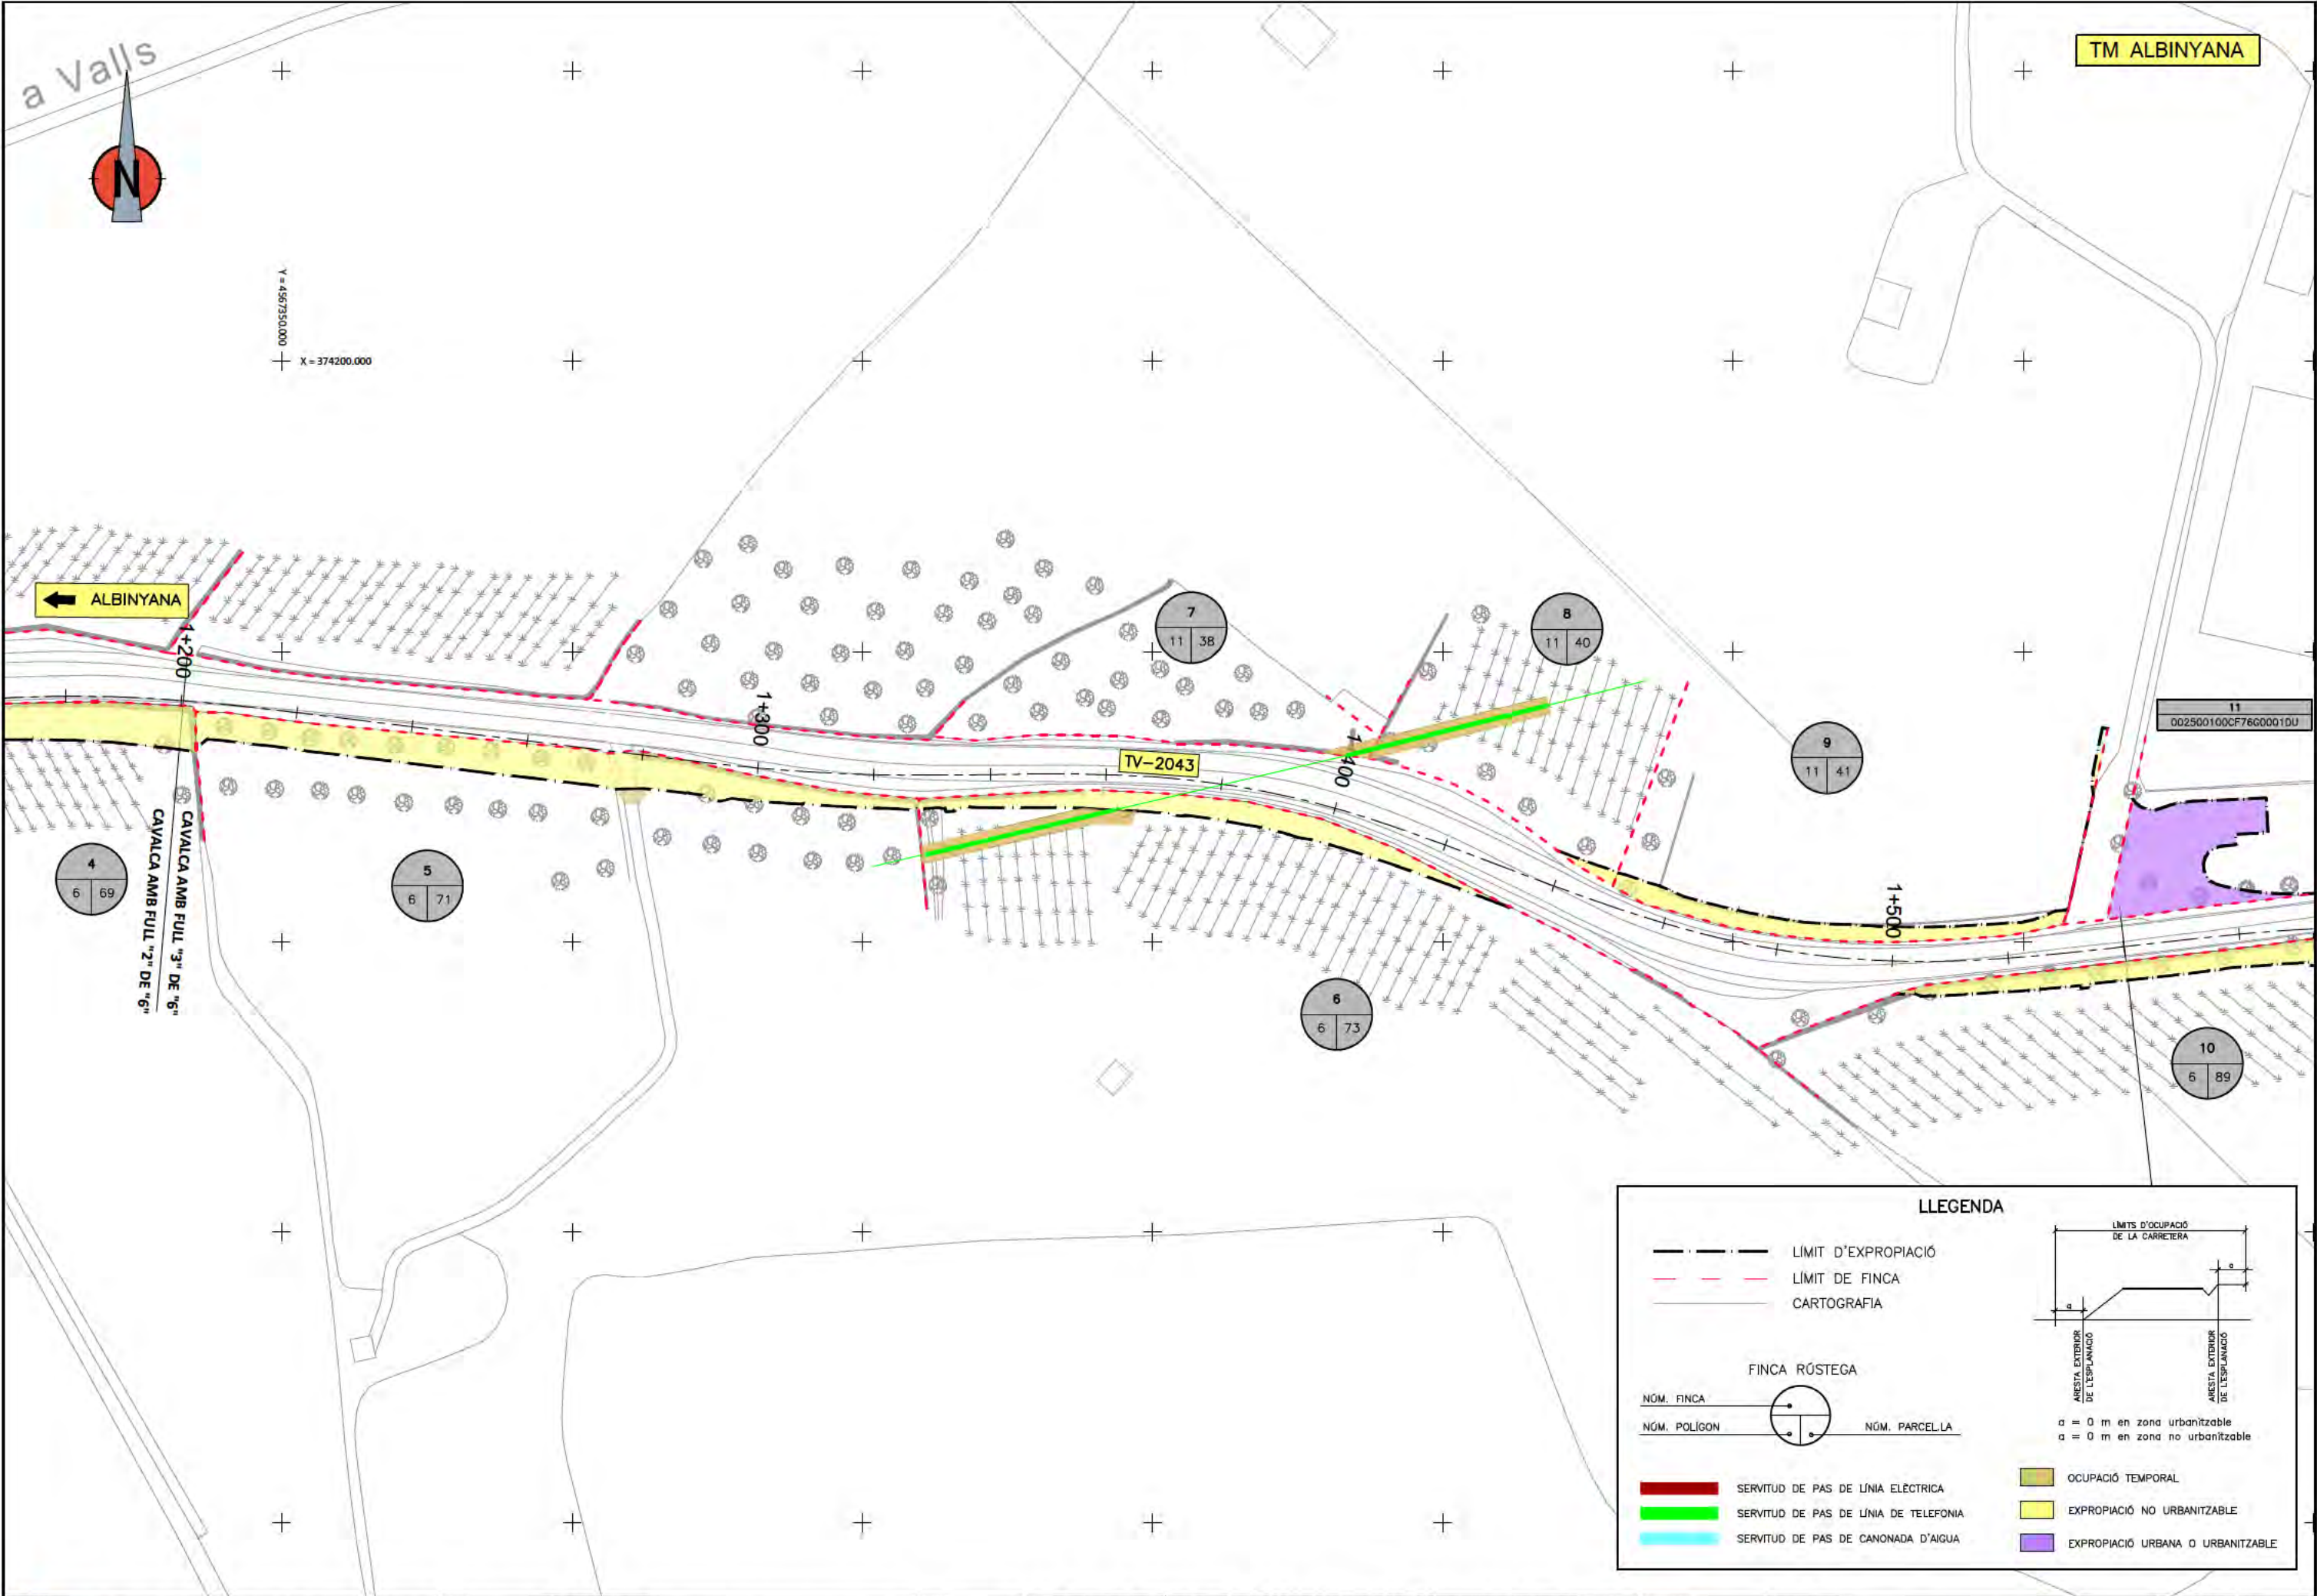 a Valls
TM ALBINYANA
N
Y = 4567350.000
X = 374200.000
ALBINYANA
1+200
1+300
TV-2043
7
11 38
8
11 40
9
11 41
11
002500100CF76G0001DU
4
6 69
5
6 71
1+500
6
6 73
10
6 89
CAVALCA AMB FULL "3" DE "6"
CAVALCA AMB FULL "2" DE "6"
LLEGENDA
LÍMIT D'EXPROPIACIÓ
LÍMIT DE FINCA
CARTOGRAFIA
LÍMITS D'OCUPACIÓ
DE LA CARRETERA
a
a
ARESTA EXTERIOR
DE L'ESPLANACIÓ
ARESTA EXTERIOR
DE L'ESPLANACIÓ
a = 0 m en zona urbanitzable
a = 0 m en zona no urbanitzable
FINCA RÚSTEGA
NÚM. FINCA
NÚM. POLÍGON
NÚM. PARCEL.LA
SERVITUD DE PAS DE LÍNIA ELÈCTRICA
SERVITUD DE PAS DE LÍNIA DE TELEFONIA
SERVITUD DE PAS DE CANONADA D'AIGUA
OCUPACIÓ TEMPORAL
EXPROPIACIÓ NO URBANITZABLE
EXPROPIACIÓ URBANA O URBANITZABLE